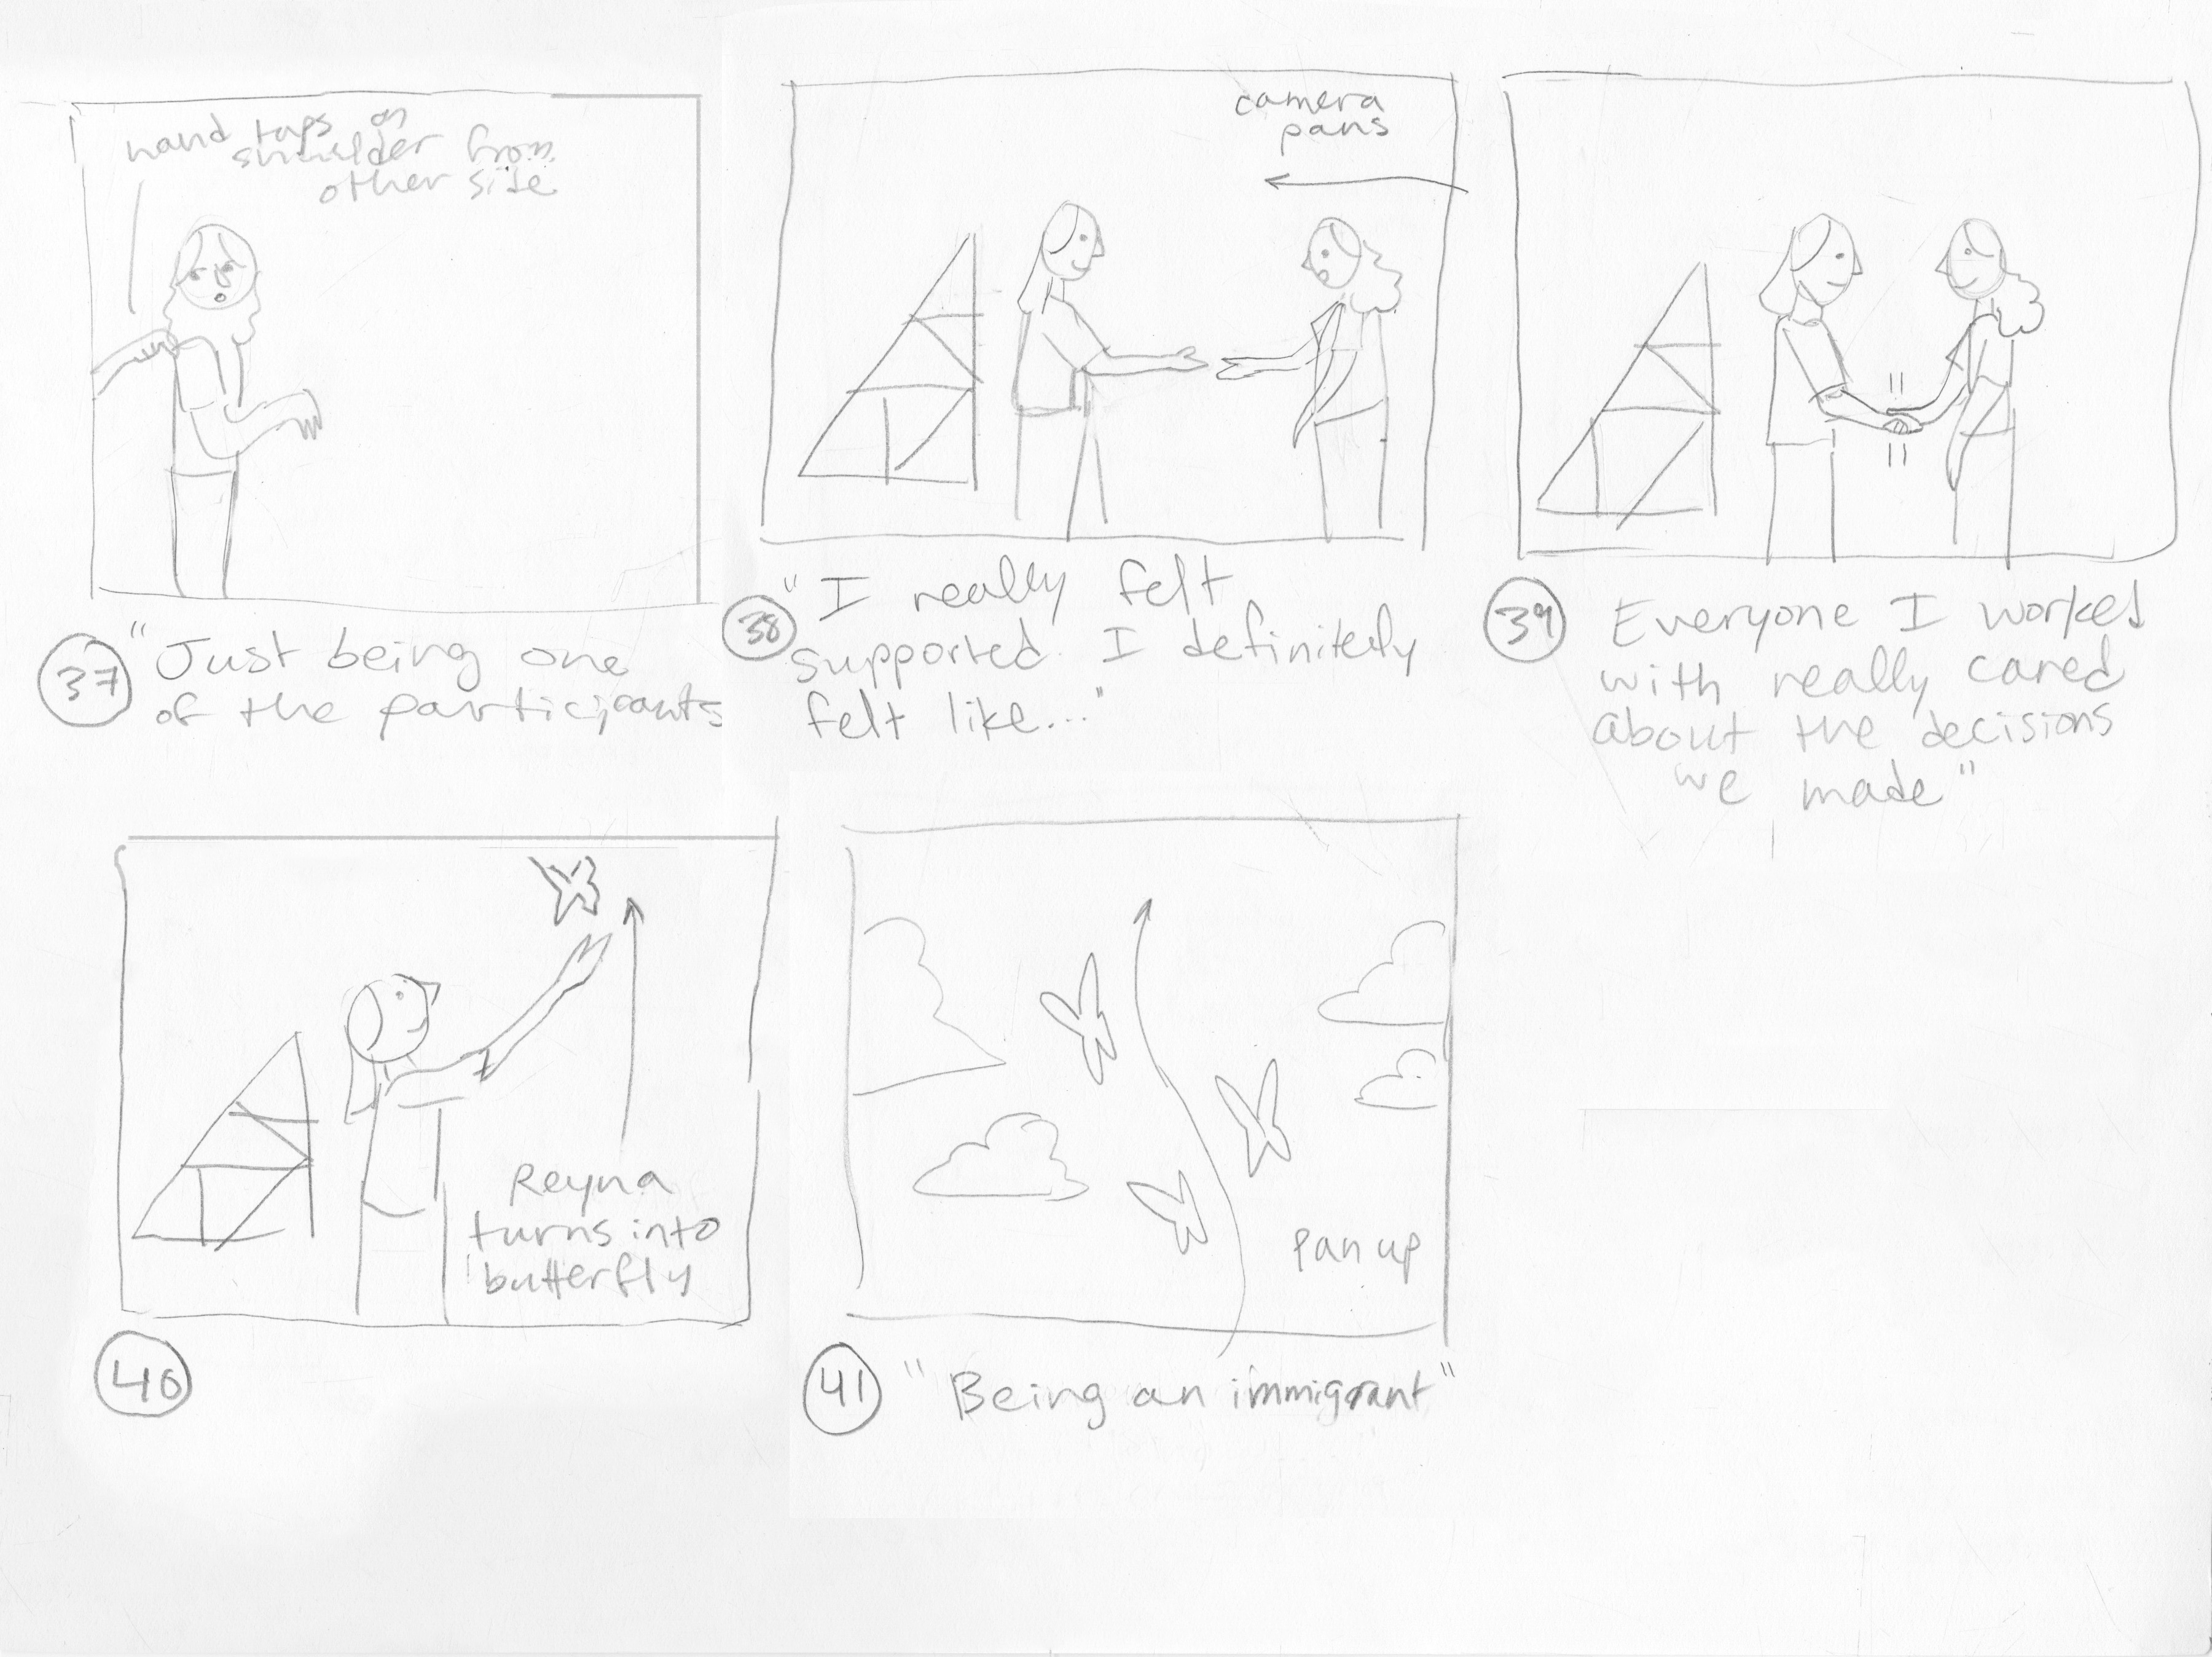 hand taps on
shoulder from
other side
37
"Just being one
of the participants
camera
pans
38
"I really felt
supported. I definitely
felt like..."
39
Everyone I worked
with really cared
about the decisions
we made"
Reyna
turns into
butterfly
40
Pan up
41
"Being an immigrant"